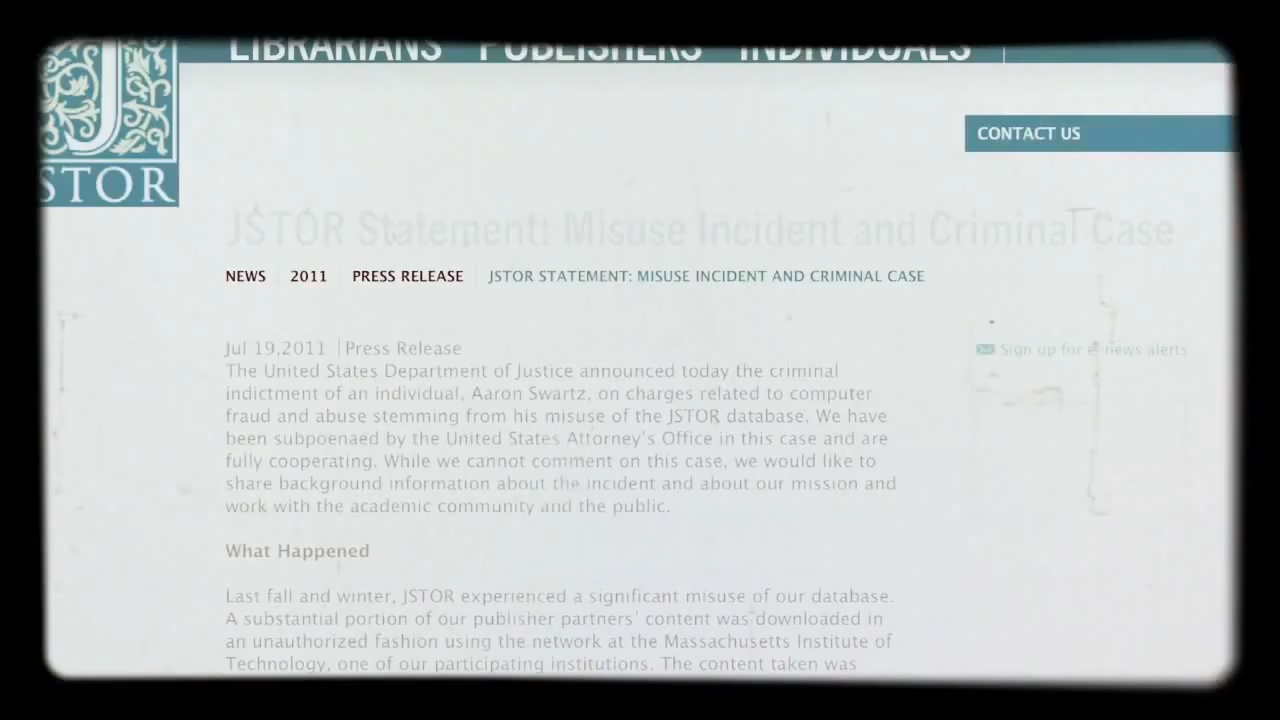 LIBRARIANS PUBLISHERS INDIVIDUALS
J
STOR
CONTACT US
JSTOR Statement: Misuse Incident and Criminal Case
NEWS 2011 PRESS RELEASE JSTOR STATEMENT: MISUSE INCIDENT AND CRIMINAL CASE
Jul 19,2011 | Press Release
Sign up for e-news alerts
The United States Department of Justice announced today the criminal
indictment of an individual, Aaron Swartz, on charges related to computer
fraud and abuse stemming from his misuse of the JSTOR database. We have
been subpoenaed by the United States Attorney's Office in this case and are
fully cooperating. While we cannot comment on this case, we would like to
share background information about the incident and about our mission and
work with the academic community and the public.
What Happened
Last fall and winter, JSTOR experienced a significant misuse of our database.
A substantial portion of our publisher partners' content was downloaded in
an unauthorized fashion using the network at the Massachusetts Institute of
Technology, one of our participating institutions. The content taken was